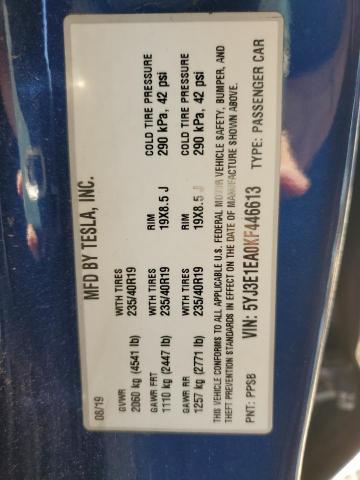 MFD BY TESLA, INC.
08/19
GVWR
2060 kg (4541 lb)
GAWR FRT WITH TIRES RIM COLD TIRE PRESSURE
1110 kg (2447 lb) 235/40R19 19X8.5 J 290 kPa, 42 psi
GAWR RR WITH TIRES RIM COLD TIRE PRESSURE
1257 kg (2771 lb) 235/40R19 19X8.5 J 290 kPa, 42 psi
THIS VEHICLE CONFORMS TO ALL APPLICABLE U.S. FEDERAL MOTOR VEHICLE SAFETY, BUMPER, AND
THEFT PREVENTION STANDARDS IN EFFECT ON THE DATE OF MANUFACTURE SHOWN ABOVE.
VIN: 5YJ3E1EA0KF446613
PNT: PPSB TYPE: PASSENGER CAR